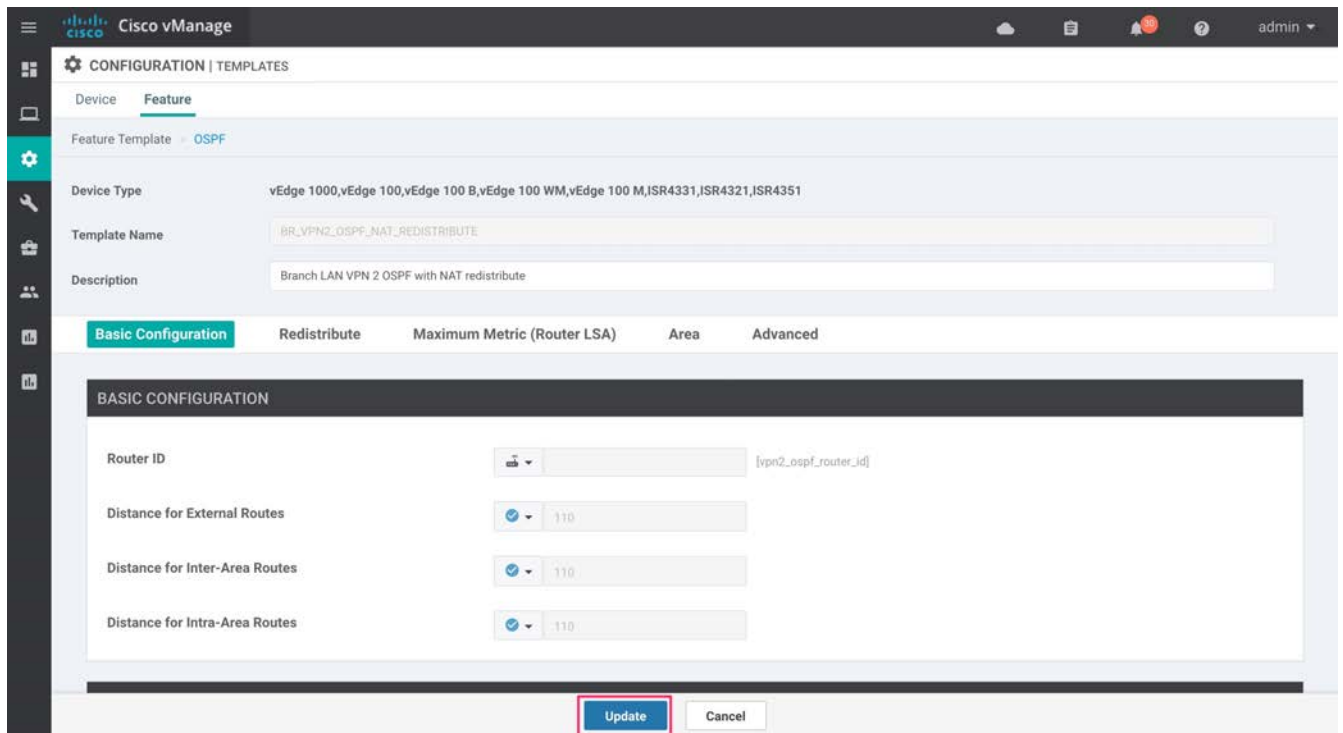 cisco Cisco vManage 30 admin
CONFIGURATION | TEMPLATES
Device Feature
Feature Template OSPF
Device Type vEdge 1000,vEdge 100,vEdge 100 B,vEdge 100 WM,vEdge 100 M,ISR4331,ISR4321,ISR4351
Template Name BR_VPN2_OSPF_NAT_REDISTRIBUTE
Description Branch LAN VPN 2 OSPF with NAT redistribute
Basic Configuration Redistribute Maximum Metric (Router LSA) Area Advanced
BASIC CONFIGURATION
Router ID [vpn2_ospf_router_id]
Distance for External Routes 110
Distance for Inter-Area Routes 110
Distance for Intra-Area Routes 110
Update Cancel